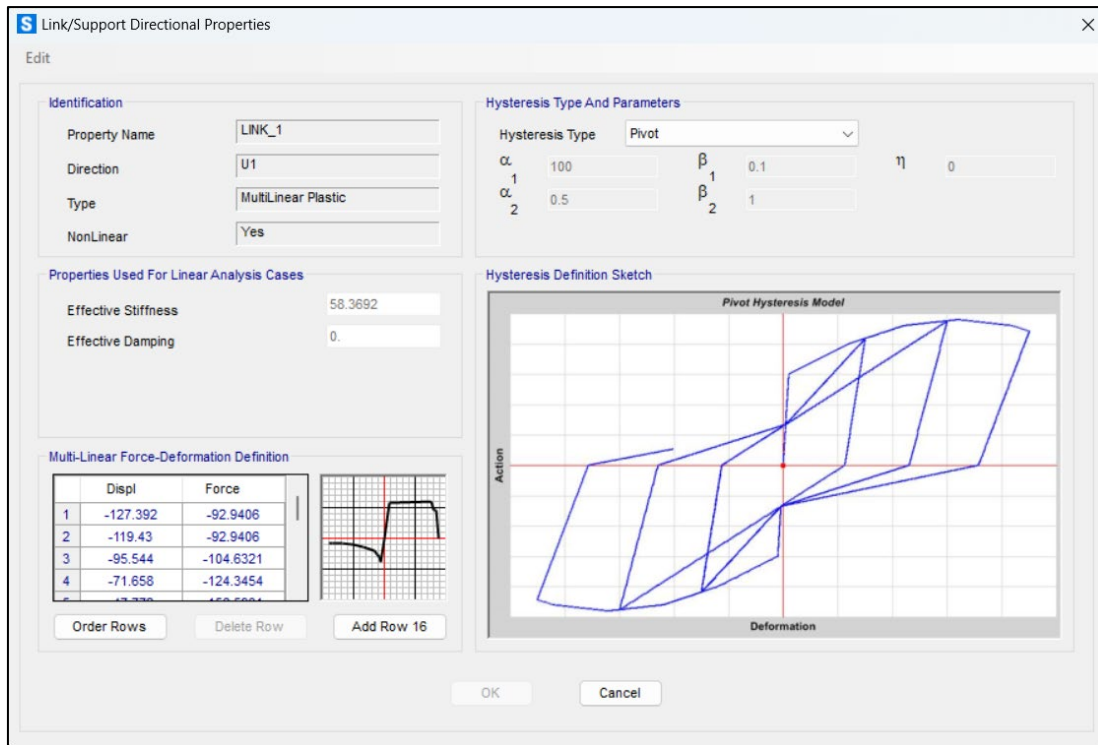 S Link/Support Directional Properties
Edit
Identification
Property Name LINK_1
Direction U1
Type MultiLinear Plastic
NonLinear Yes
Hysteresis Type And Parameters
Hysteresis Type Pivot
α 1 100 β 1 0.1 η 0
α 2 0.5 β 2 1
Properties Used For Linear Analysis Cases
Effective Stiffness 58.3692
Effective Damping 0.
Hysteresis Definition Sketch
Pivot Hysteresis Model
Action
Deformation
Multi-Linear Force-Deformation Definition
Displ Force
1 -127.392 -92.9406
2 -119.43 -92.9406
3 -95.544 -104.6321
4 -71.658 -124.3454
Order Rows Delete Row Add Row 16
OK Cancel